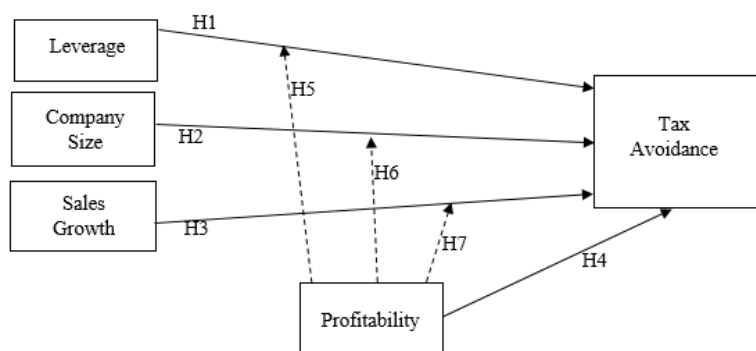 H1
Leverage
H5
Company
Size
H2
Tax
Avoidance
H6
Sales
Growth
H3
H7
H4
Profitability